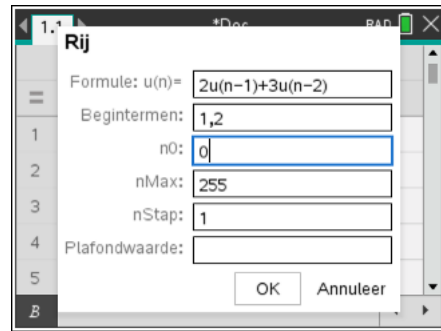 1.1 *Doc RAD
Rij
Formule: u(n)= 2u(n−1)+3u(n−2)
Begintermen: 1,2
n0: 0
nMax: 255
nStap: 1
Plafondwaarde:
OK Annuleer
1
2
3
4
5
B